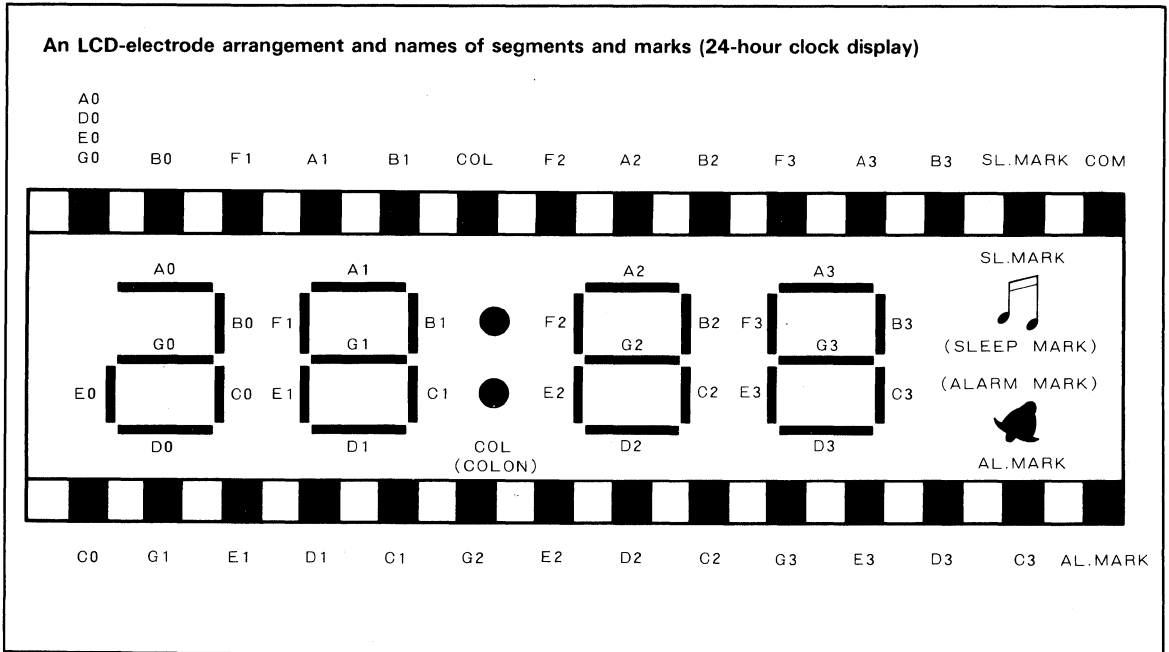 An LCD-electrode arrangement and names of segments and marks (24-hour clock display)
A0
D0
E0
G0 B0 F1 A1 B1 COL F2 A2 B2 F3 A3 B3 SL.MARK COM
SL.MARK
A0 A1 A2 A3
B0 F1 B1 F2 B2 F3 B3
G0 G1 G2 G3
(SLEEP MARK)
(ALARM MARK)
E0 C0 E1 C1 E2 C2 E3 C3
D0 D1 COL D2 D3
(COLON)
AL.MARK
C0 G1 E1 D1 C1 G2 E2 D2 C2 G3 E3 D3 C3 AL.MARK